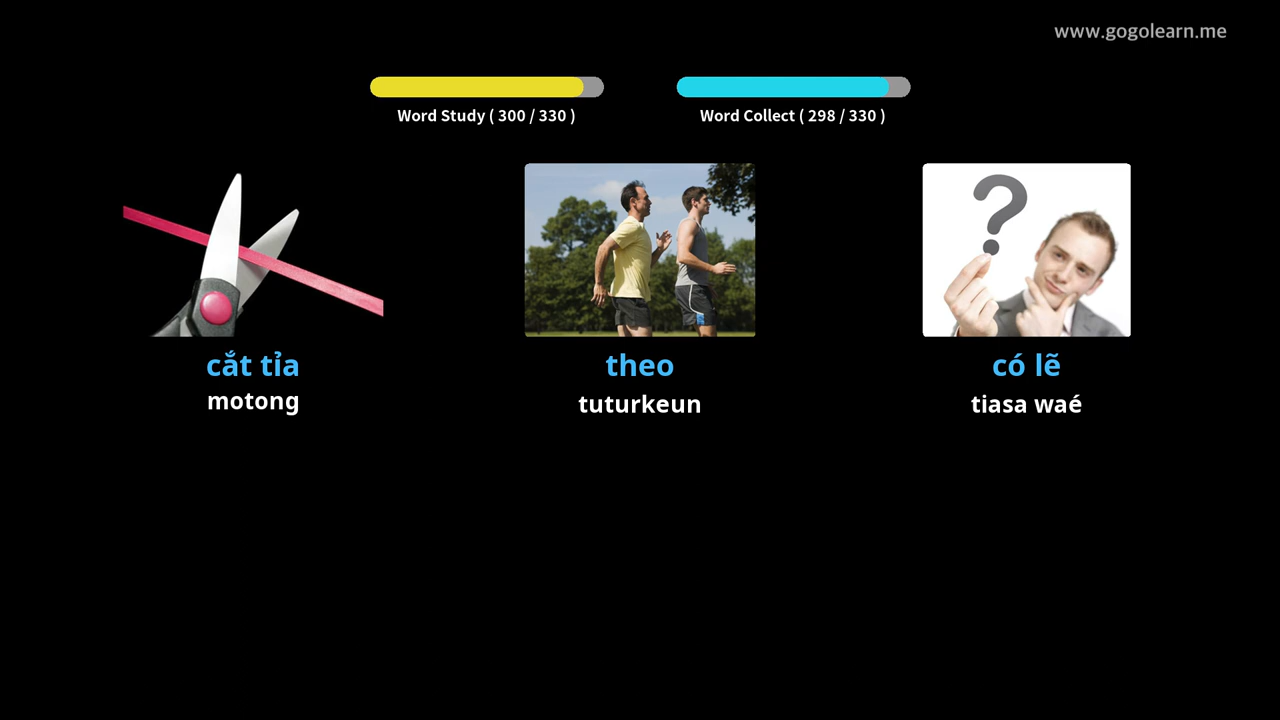 www.gogolearn.me
Word Study ( 300 / 330 )
Word Collect ( 298 / 330 )
cắt tỉa
motong
theo
tuturkeun
có lẽ
tiasa waé